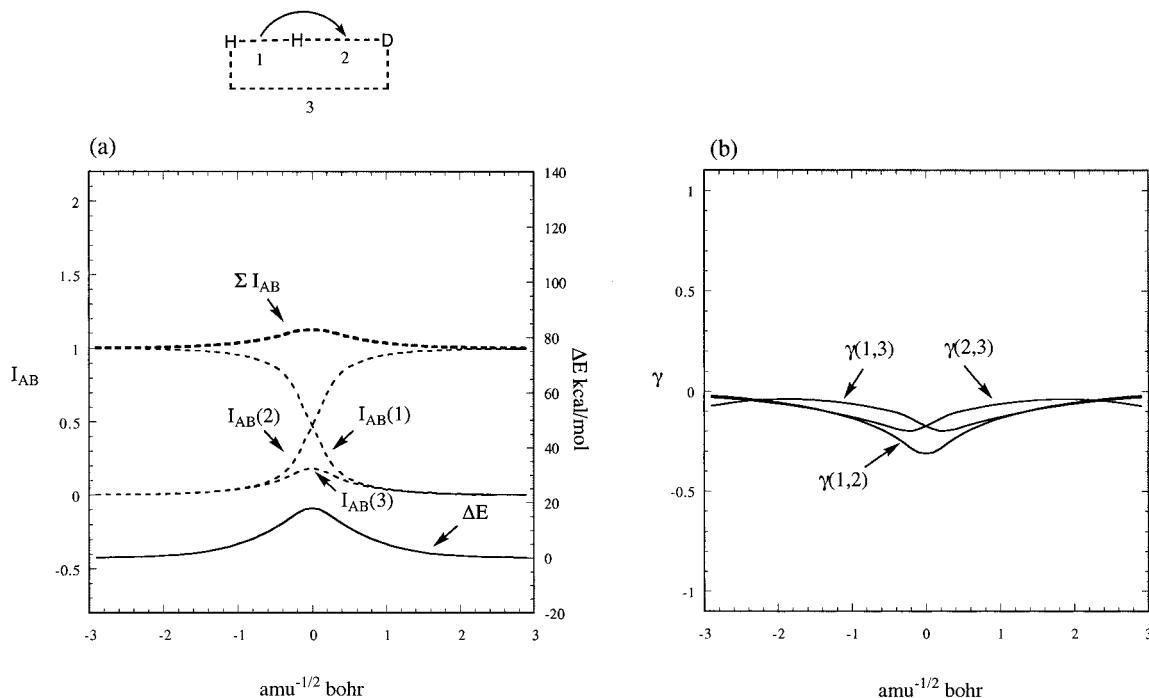 H H D
1 2
3
(a)
2
1.5
1
0.5
0
-0.5
I_AB
140
120
100
80
60
40
20
0
-20
ΔE kcal/mol
Σ I_AB
I_AB(2)
I_AB(1)
I_AB(3)
ΔE
-3 -2 -1 0 1 2 3
amu^-1/2 bohr
(b)
1
0.5
0
-0.5
-1
γ
γ(1,3)
γ(2,3)
γ(1,2)
-3 -2 -1 0 1 2 3
amu^-1/2 bohr